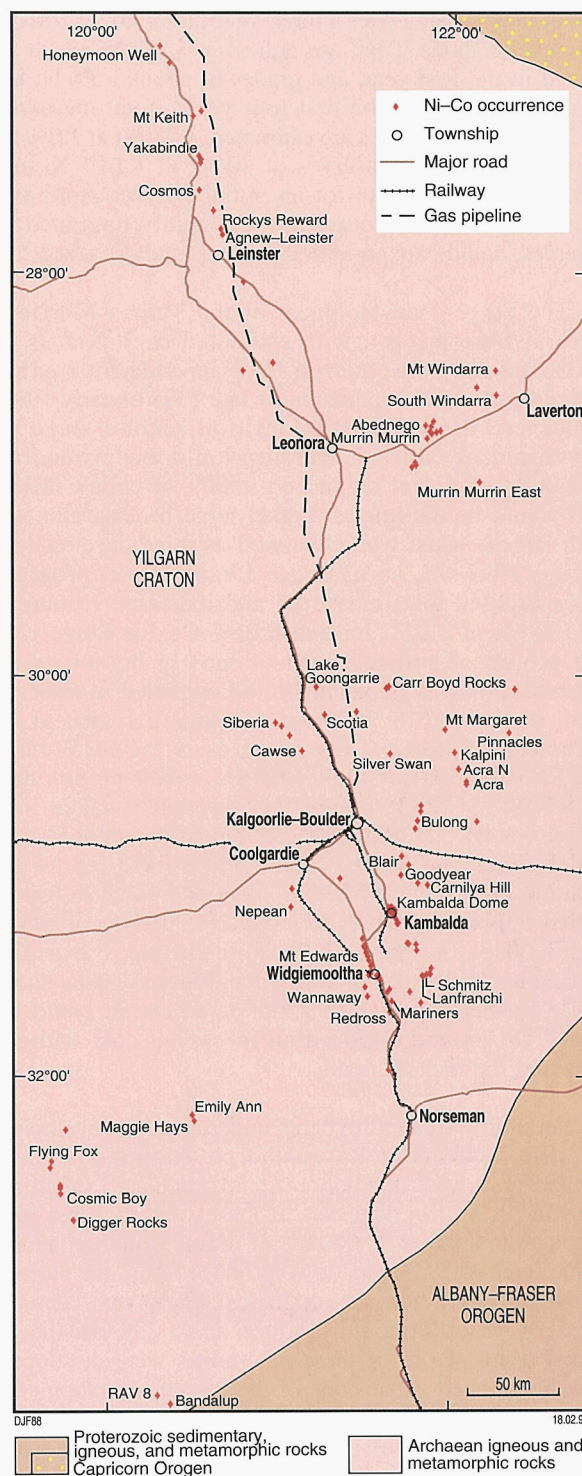 120°00'
122°00'
Honeymoon Well
Ni–Co occurrence
Township
Major road
Railway
Gas pipeline
Mt Keith
Yakabindie
Cosmos
Rockys Reward
Agnew–Leinster
Leinster
28°00'
Mt Windarra
South Windarra
Laverton
Abednego
Murrin Murrin
Leonora
Murrin Murrin East
YILGARN
CRATON
30°00'
Lake
Goongarrie
Carr Boyd Rocks
Siberia
Scotia
Mt Margaret
Pinnacles
Cawse
Silver Swan
Kalpini
Acra N
Acra
Kalgoorlie–Boulder
Bulong
Coolgardie
Blair
Goodyear
Carnilya Hill
Nepean
Kambalda Dome
Kambalda
Mt Edwards
Widgiemooltha
Schmitz
Wannaway
Lanfranchi
Mariners
Redross
32°00'
Emily Ann
Maggie Hays
Norseman
Flying Fox
Cosmic Boy
Digger Rocks
ALBANY–FRASER
OROGEN
50 km
RAV 8
Bandalup
DJF88
18.02.9
Proterozoic sedimentary,
igneous, and metamorphic rocks
Capricorn Orogen
Archaean igneous and
metamorphic rocks